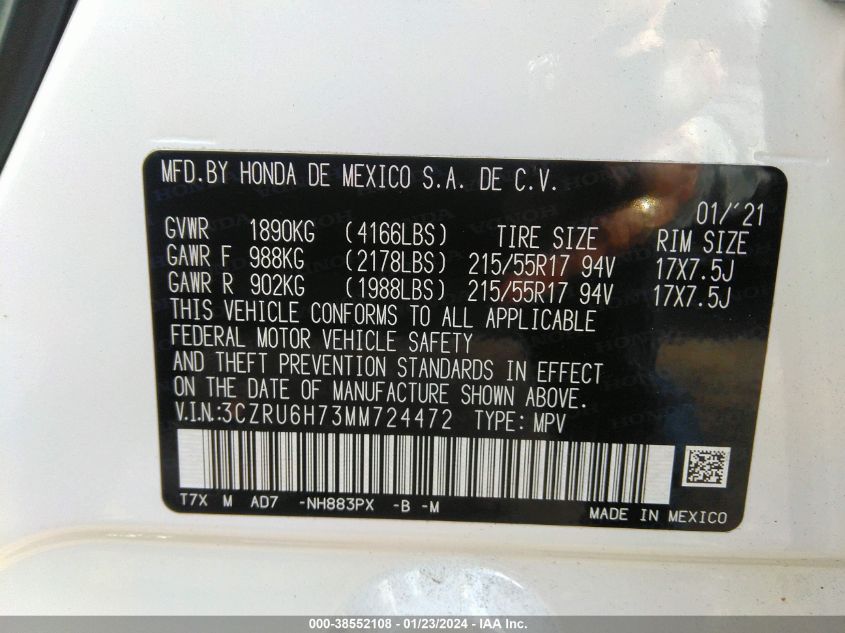 MFD.BY HONDA DE MEXICO S.A. DE C.V.
01/'21
GVWR 1890KG (4166LBS) TIRE SIZE RIM SIZE
GAWR F 988KG (2178LBS) 215/55R17 94V 17X7.5J
GAWR R 902KG (1988LBS) 215/55R17 94V 17X7.5J
THIS VEHICLE CONFORMS TO ALL APPLICABLE
FEDERAL MOTOR VEHICLE SAFETY
AND THEFT PREVENTION STANDARDS IN EFFECT
ON THE DATE OF MANUFACTURE SHOWN ABOVE.
V.I.N.:3CZRU6H73MM724472 TYPE: MPV
T7X M AD7 -NH883PX -B -M
MADE IN MEXICO
000-38552108 - 01/23/2024 - IAA Inc.